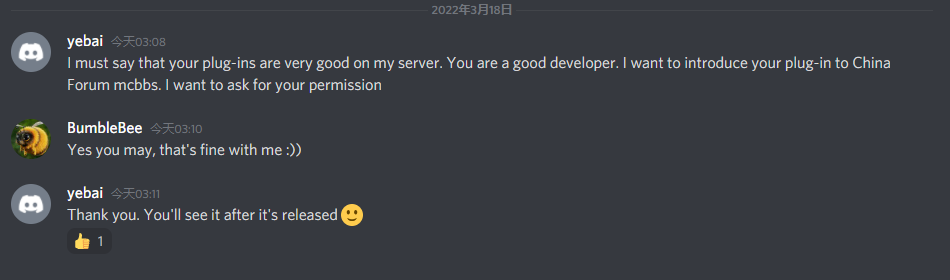 2022年3月18日
yebai 今天03:08
I must say that your plug-ins are very good on my server. You are a good developer. I want to introduce your plug-in to China
Forum mcbbs. I want to ask for your permission
BumbleBee 今天03:10
Yes you may, that's fine with me :))
yebai 今天03:11
Thank you. You'll see it after it's released 🙂
👍 1